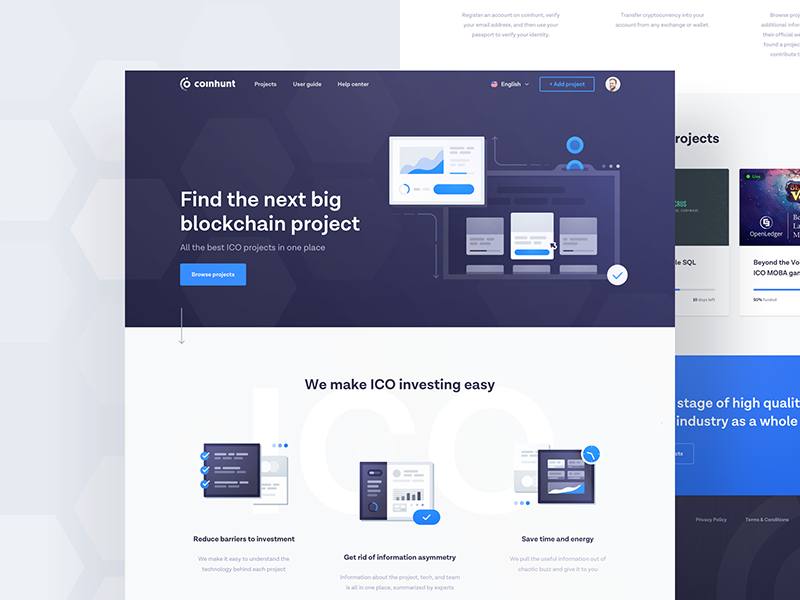 Register an account on coinhunt, verify
your email address, and then use your
passport to verify your identity.
Transfer cryptocurrency into your
account from any exchange or wallet.
Browse proj
additional infor
their official we
found a project
contribute t
coinhunt
Projects
User guide
Help center
English
+ Add project
Find the next big
blockchain project
All the best ICO projects in one place
Browse projects
rojects
Live
OpenLedger
le SQL
10 days left
Beyond the Vo
ICO MOBA gam
50% funded
ICO
We make ICO investing easy
Reduce barriers to investment
We make it easy to understand the
technology behind each project
Get rid of information asymmetry
Information about the project, tech, and team
is all in one place, summarized by experts
Save time and energy
We pull the useful information out of
chaotic buzz and give it to you
stage of high qualit
industry as a whole
cts
Privacy Policy
Terms & Conditions